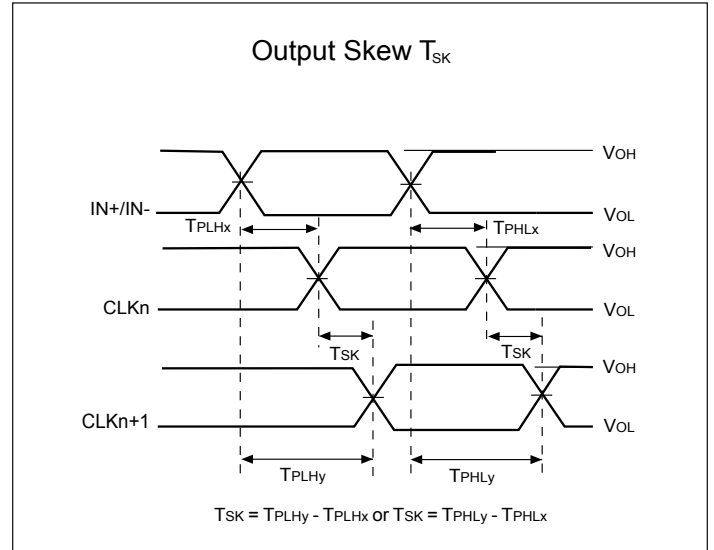 Output Skew TSK
VOH
IN+/IN-
VOL
TPLHx
TPHLx
VOH
CLKn
VOL
TSK
TSK
VOH
CLKn+1
VOL
TPLHy
TPHLy
TSK = TPLHy - TPLHx or TSK = TPHLy - TPHLx